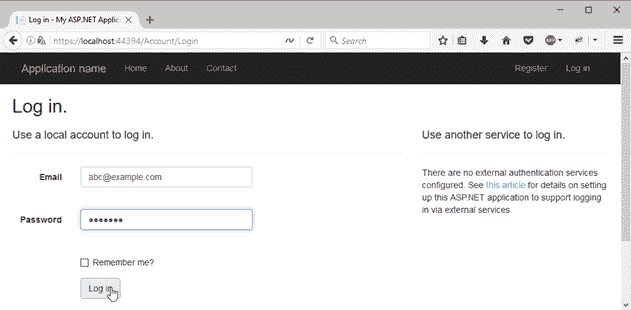 Log in - My ASP.NET Applic
https://localhost:44394/Account/Login
Search
Application name Home About Contact Register Log in
Log in.
Use a local account to log in.
Email abc@example.com
Password ●●●●●●●
Remember me?
Log in
Use another service to log in.
There are no external authentication services
configured. See this article for details on setting
up this ASP.NET application to support logging
in via external services.